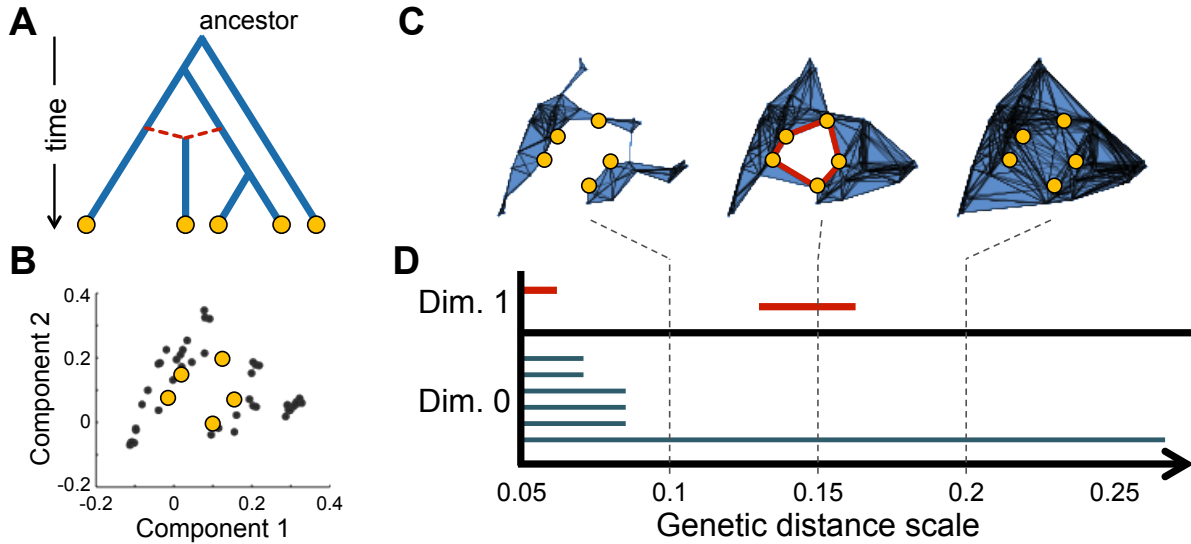 A
ancestor
time
B
0.4
0.2
0
-0.2
Component 2
-0.2
0
0.2
0.4
Component 1
C
D
Dim. 1
Dim. 0
0.05
0.1
0.15
0.2
0.25
Genetic distance scale